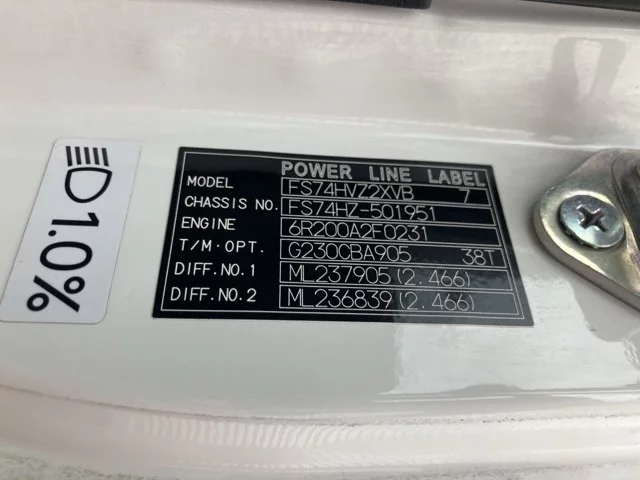 POWER LINE LABEL
MODEL FS74HVZ2XVB 7
CHASSIS NO. FS74HZ-501951
ENGINE 6R200A2F0231
T/M·OPT. G230CBA905 38T
DIFF.NO.1 ML237905(2.466)
DIFF.NO.2 ML236839(2.466)
1.0%